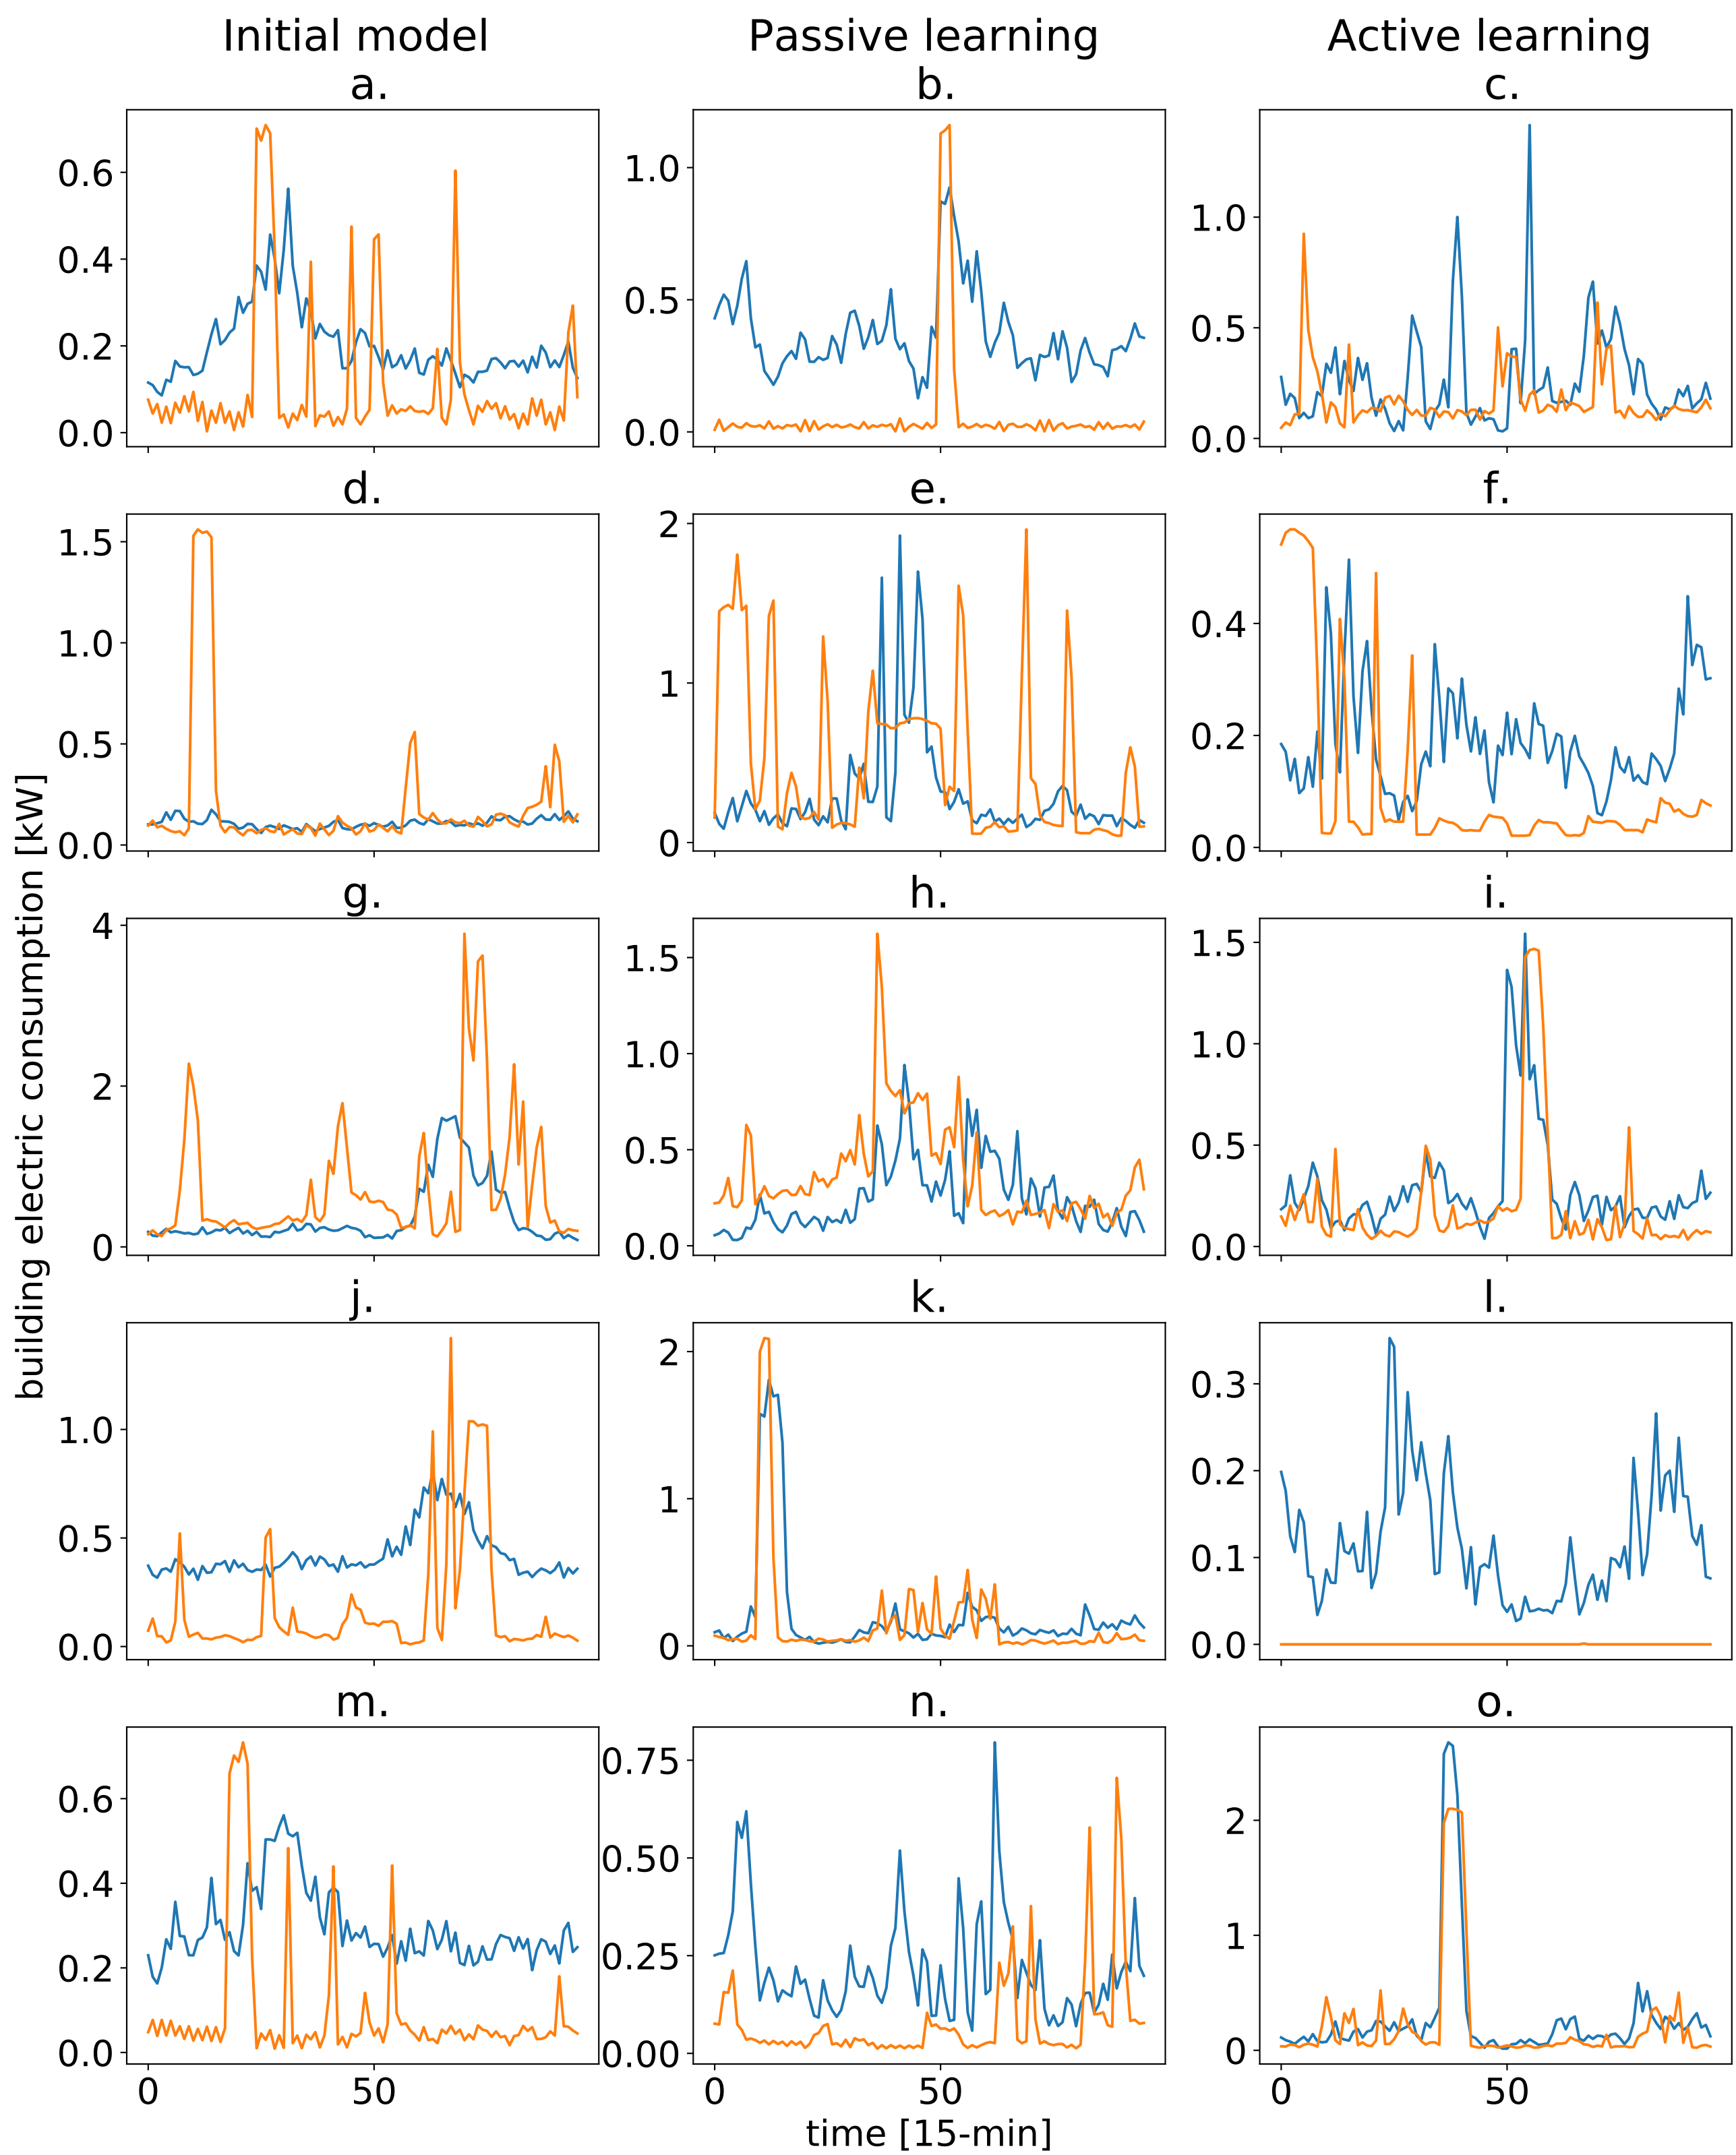 Initial model
Passive learning
Active learning
a.
b.
c.
0.6
0.4
0.2
0.0
1.0
0.5
0.0
1.0
0.5
0.0
d.
e.
f.
1.5
1.0
0.5
0.0
2
1
0
0.4
0.2
0.0
g.
h.
i.
4
2
0
1.5
1.0
0.5
0.0
1.5
1.0
0.5
0.0
j.
k.
l.
1.0
0.5
0.0
2
1
0
0.3
0.2
0.1
0.0
m.
n.
o.
0.6
0.4
0.2
0.0
0.75
0.50
0.25
0.00
2
1
0
0 50
0 50
0 50
building electric consumption [kW]
time [15-min]